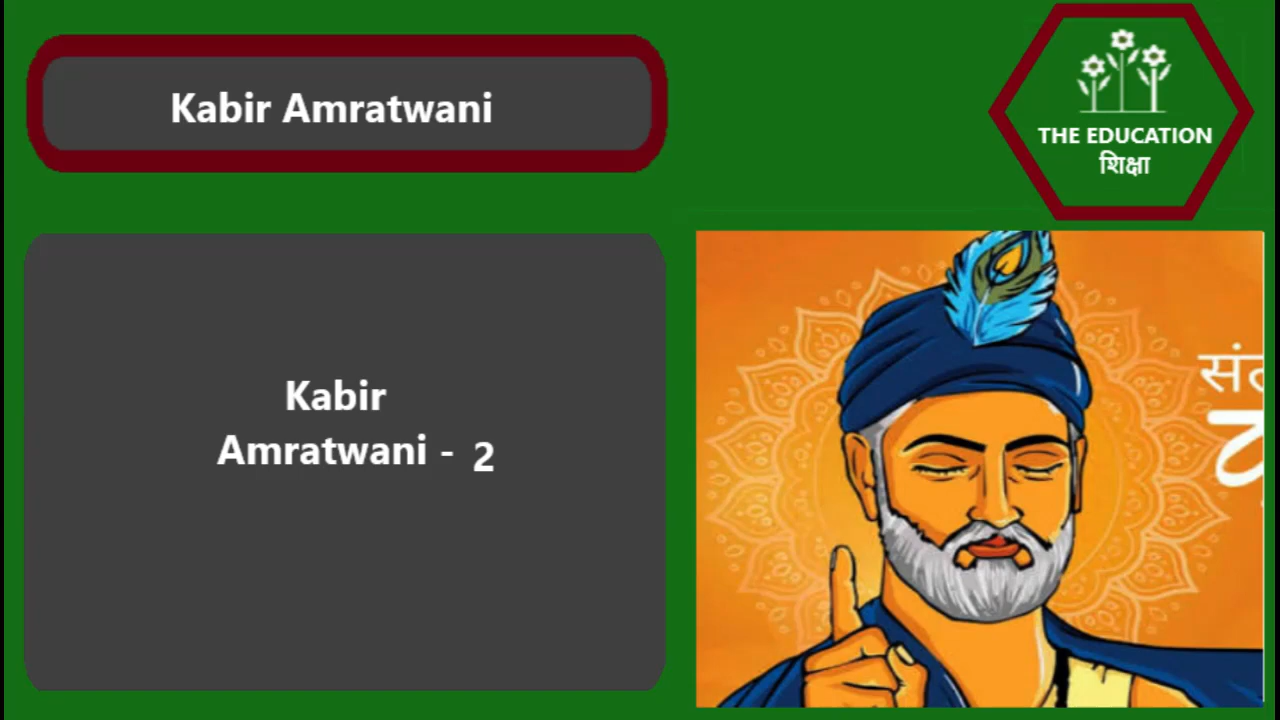 Kabir Amratwani
THE EDUCATION
शिक्षा
Kabir
Amratwani - 2